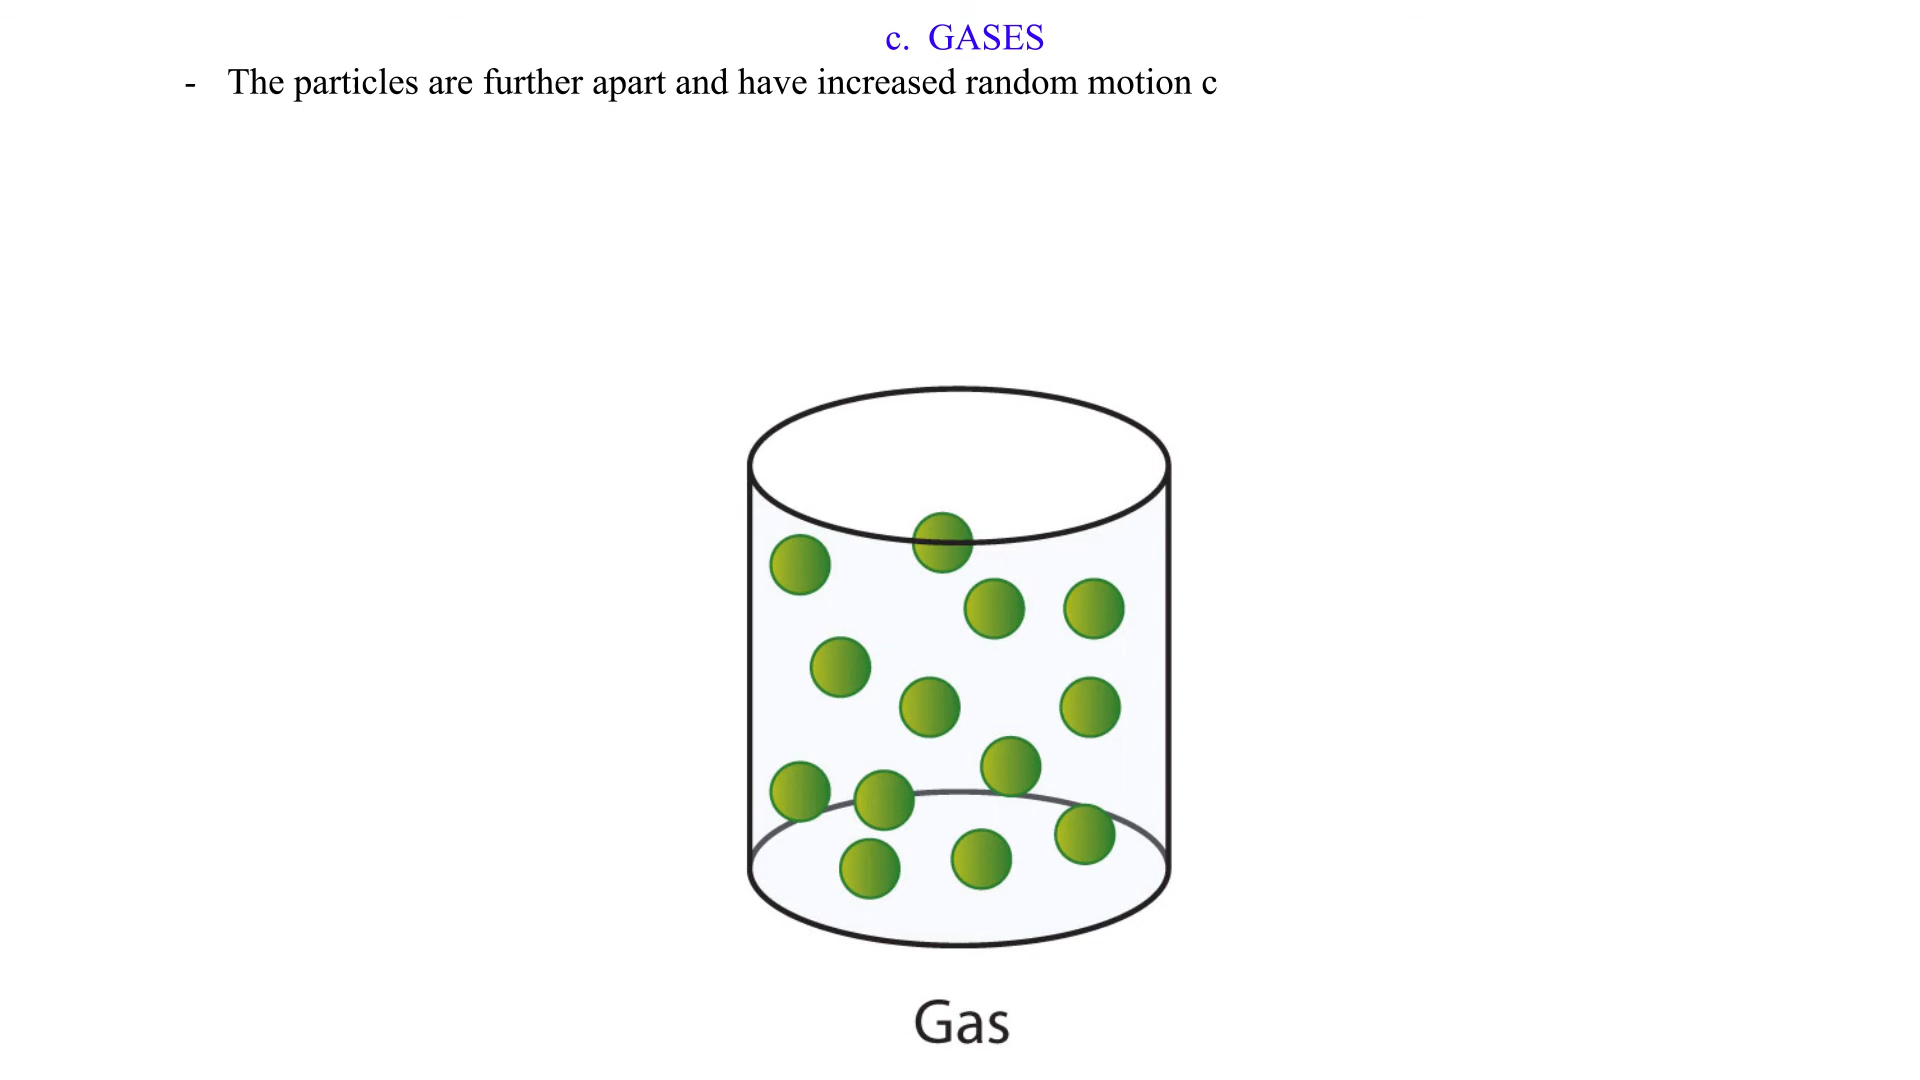 c. GASES
- The particles are further apart and have increased random motion c
Gas